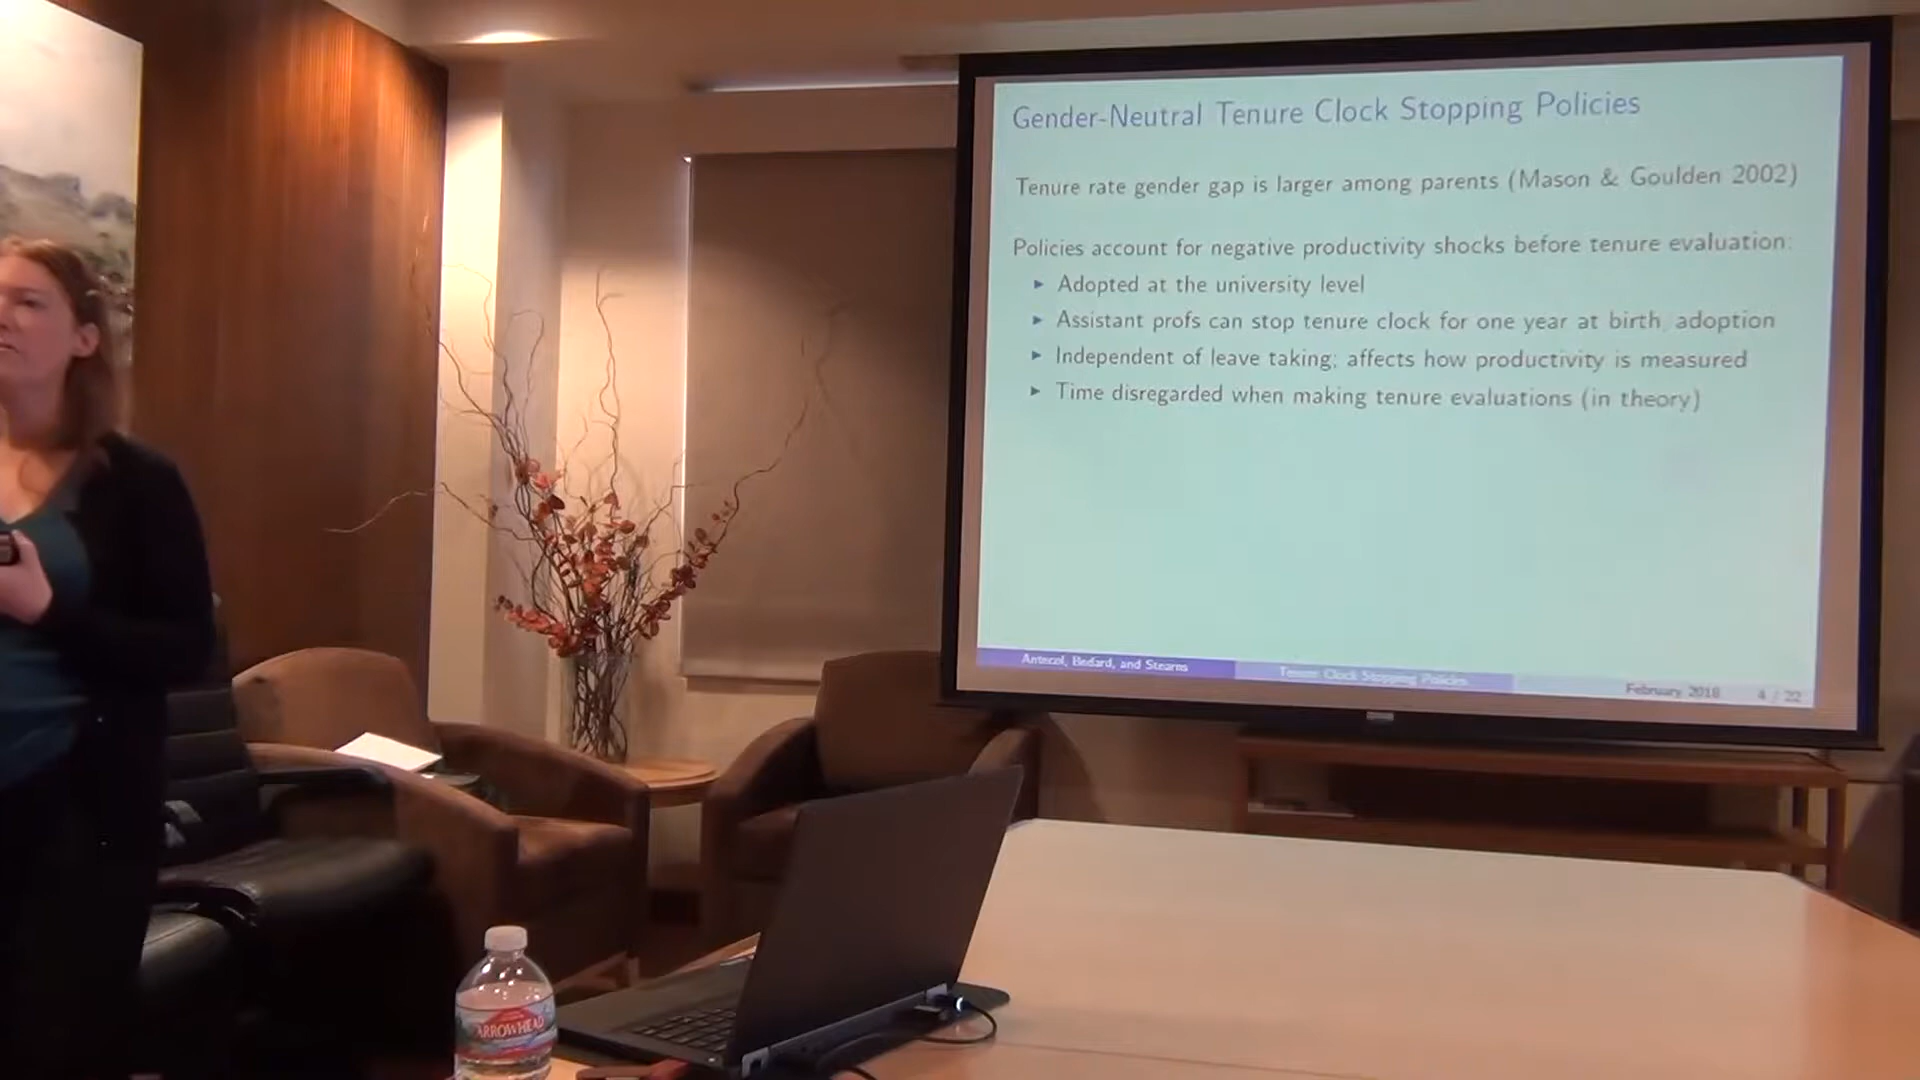 Gender-Neutral Tenure Clock Stopping Policies
Tenure rate gender gap is larger among parents (Mason & Goulden 2002)
Policies account for negative productivity shocks before tenure evaluation:
Adopted at the university level
Assistant profs can stop tenure clock for one year at birth, adoption
Independent of leave taking; affects how productivity is measured
Time disregarded when making tenure evaluations (in theory)
Antecol, Bedard, and Stearns
Tenure Clock Stopping Policies
February 2018
4 / 22
ARROWHEAD